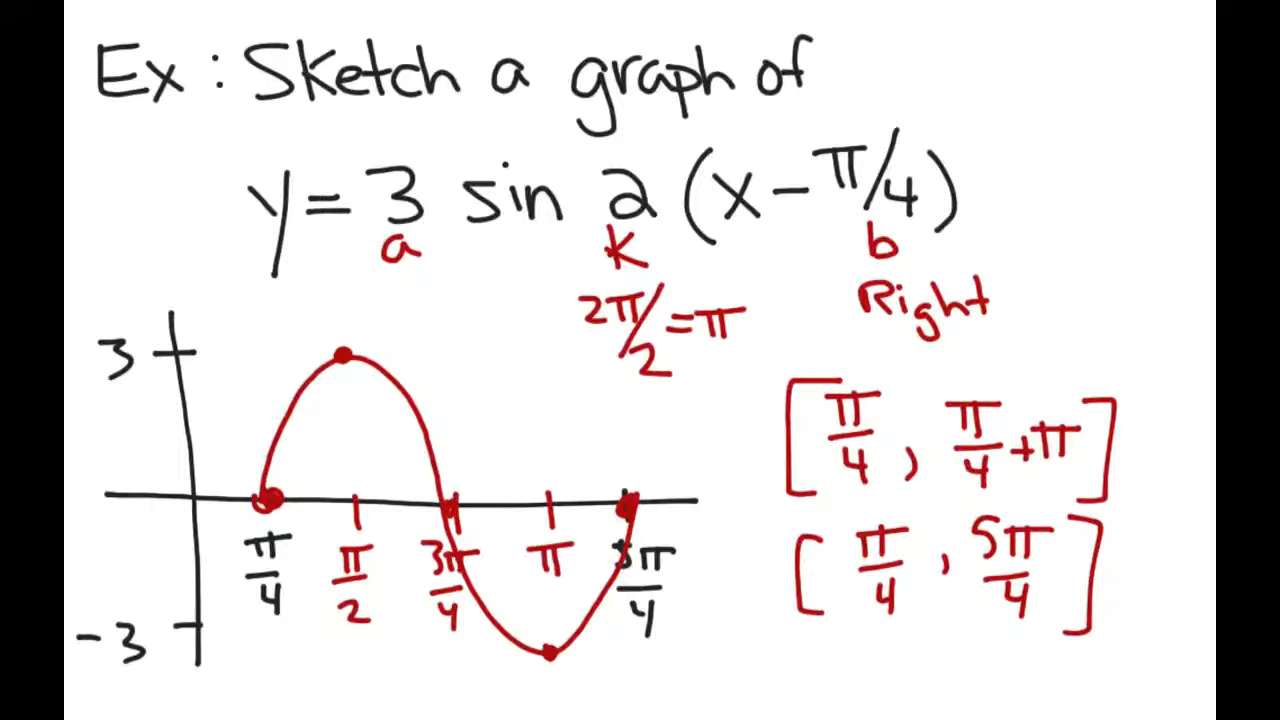 Ex: Sketch a graph of
y = 3 sin 2 (x - π/4)
a k b
2π/2 = π Right
3
[π/4, π/4 + π]
π/4 π/2 3π/4 π 5π/4
[π/4, 5π/4]
-3